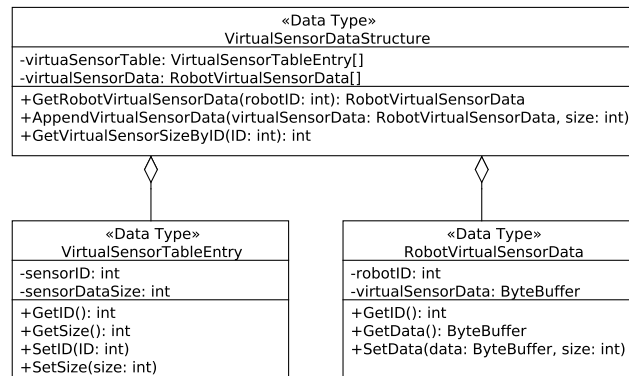 «Data Type»
VirtualSensorDataStructure
-virtuaSensorTable: VirtualSensorTableEntry[]
-virtualSensorData: RobotVirtualSensorData[]
+GetRobotVirtualSensorData(robotID: int): RobotVirtualSensorData
+AppendVirtualSensorData(virtualSensorData: RobotVirtualSensorData, size: int)
+GetVirtualSensorSizeByID(ID: int): int
«Data Type»
VirtualSensorTableEntry
-sensorID: int
-sensorDataSize: int
+GetID(): int
+GetSize(): int
+SetID(ID: int)
+SetSize(size: int)
«Data Type»
RobotVirtualSensorData
-robotID: int
-virtualSensorData: ByteBuffer
+GetID(): int
+GetData(): ByteBuffer
+SetData(data: ByteBuffer, size: int)